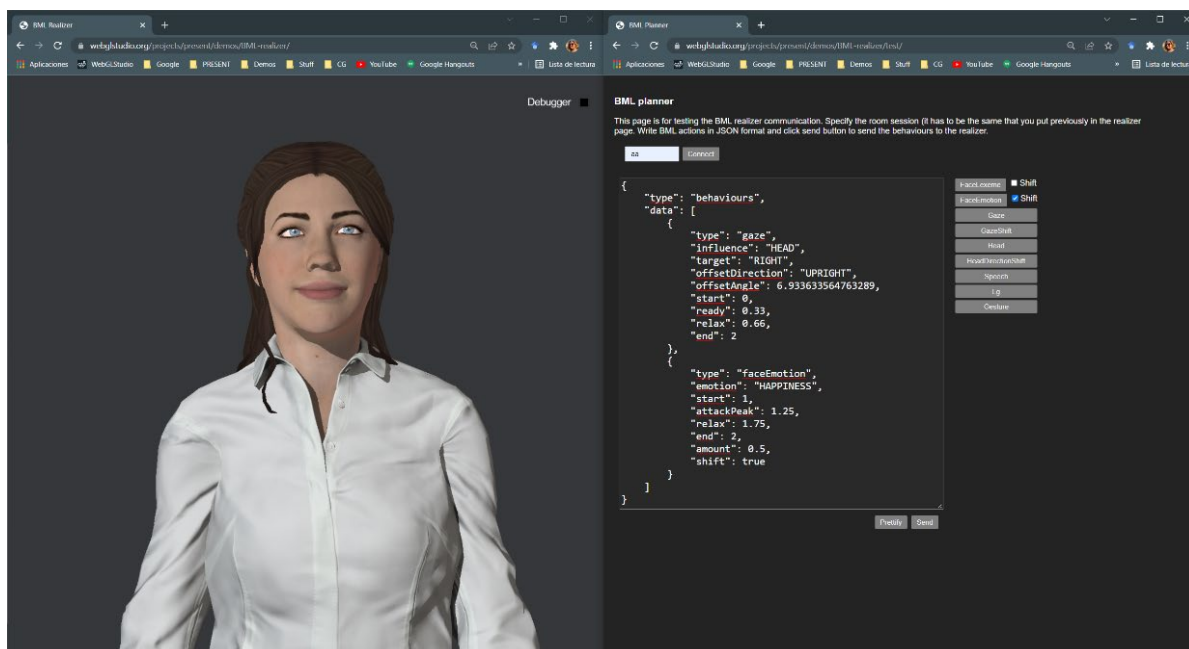 BML Realizer
webglstudio.org/projects/present/demos/BML-realizer/
Aplicaciones WebGLStudio Google PRESENT Demos Stuff CG YouTube Google Hangouts » Lista de lectura
Debugger
BML Planner
webglstudio.org/projects/present/demos/BML-realizer/test/
Aplicaciones WebGLStudio Google PRESENT Demos Stuff CG YouTube Google Hangouts » Lista de lectura
BML planner
This page is for testing the BML realizer communication. Specify the room session (it has to be the same that you put previously in the realizer
page. Write BML actions in JSON format and click send button to send the behaviours to the realizer.
aa Connect
{
"type": "behaviours",
"data": [
{
"type": "gaze",
"influence": "HEAD",
"target": "RIGHT",
"offsetDirection": "UPRIGHT",
"offsetAngle": 6.933633564763289,
"start": 0,
"ready": 0.33,
"relax": 0.66,
"end": 2
},
{
"type": "faceEmotion",
"emotion": "HAPPINESS",
"start": 1,
"attackPeak": 1.25,
"relax": 1.75,
"end": 2,
"amount": 0.5,
"shift": true
}
]
}
FaceLexeme Shift
FaceEmotion Shift
Gaze
GazeShift
Head
HeadDirectionShift
Speech
Lg
Gesture
Prettify Send